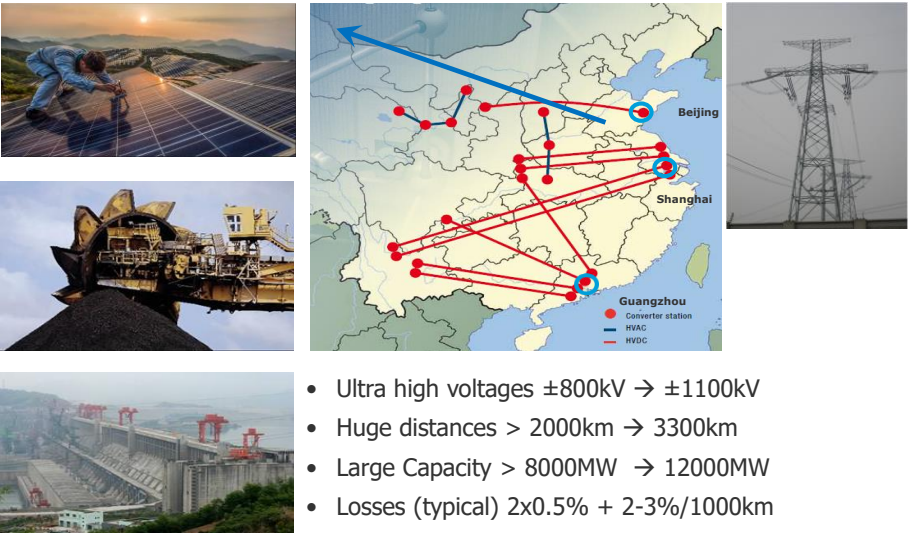 Beijing
Shanghai
Guangzhou
Converter station
HVAC
HVDC
• Ultra high voltages ±800kV → ±1100kV
• Huge distances > 2000km → 3300km
• Large Capacity > 8000MW → 12000MW
• Losses (typical) 2x0.5% + 2-3%/1000km